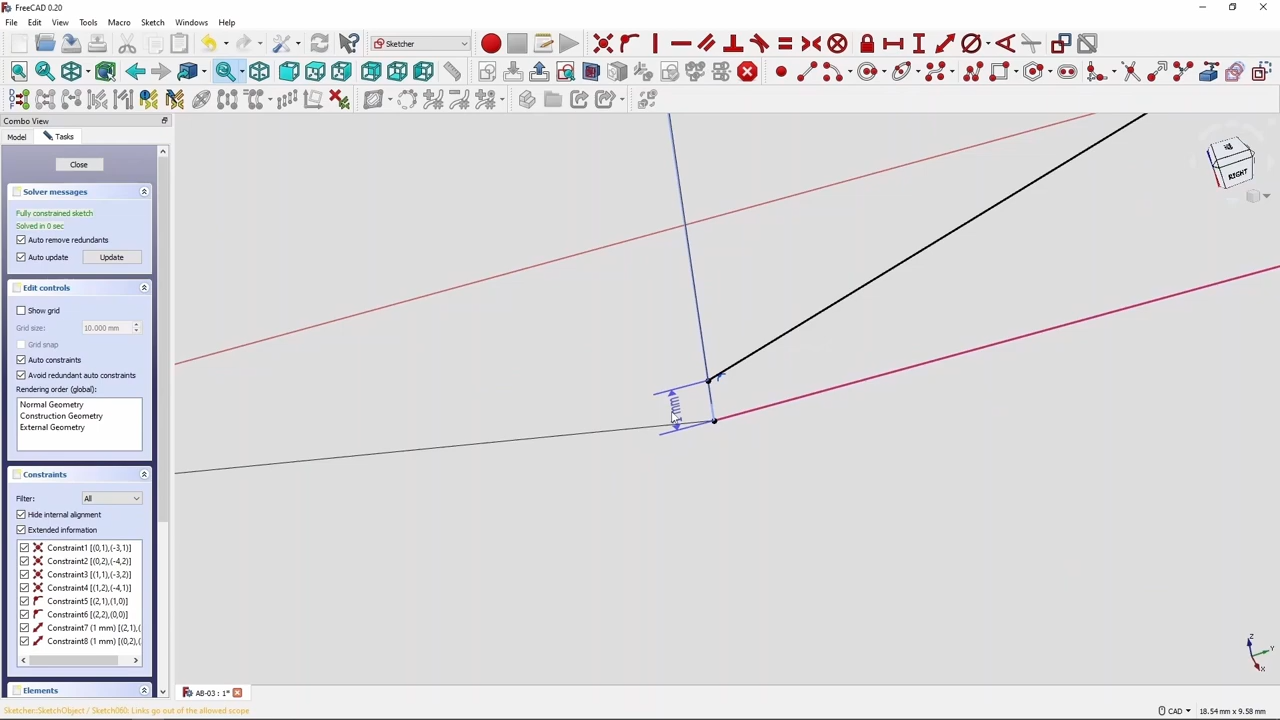 FreeCAD 0.20
File Edit View Tools Macro Sketch Windows Help
Sketcher
Combo View
Model Tasks
Close
Solver messages
Fully constrained sketch
Solved in 0 sec
Auto remove redundants
Auto update Update
Edit controls
Show grid
Grid size: 10.000 mm
Grid snap
Auto constraints
Avoid redundant auto constraints
Rendering order (global):
Normal Geometry
Construction Geometry
External Geometry
Constraints
Filter: All
Hide internal alignment
Extended information
Constraint1 [(0,1),(-3,1)]
Constraint2 [(0,2),(-4,2)]
Constraint3 [(1,1),(-3,2)]
Constraint4 [(1,2),(-4,1)]
Constraint5 [(2,1),(1,0)]
Constraint6 [(2,2),(0,0)]
Constraint7 (1 mm) [(2,1),(
Constraint8 (1 mm) [(0,2),(
Elements
RIGHT
Z
Y
X
AB-03 : 1*
Sketcher::SketchObject / Sketch060: Links go out of the allowed scope
CAD 18.54 mm x 9.58 mm